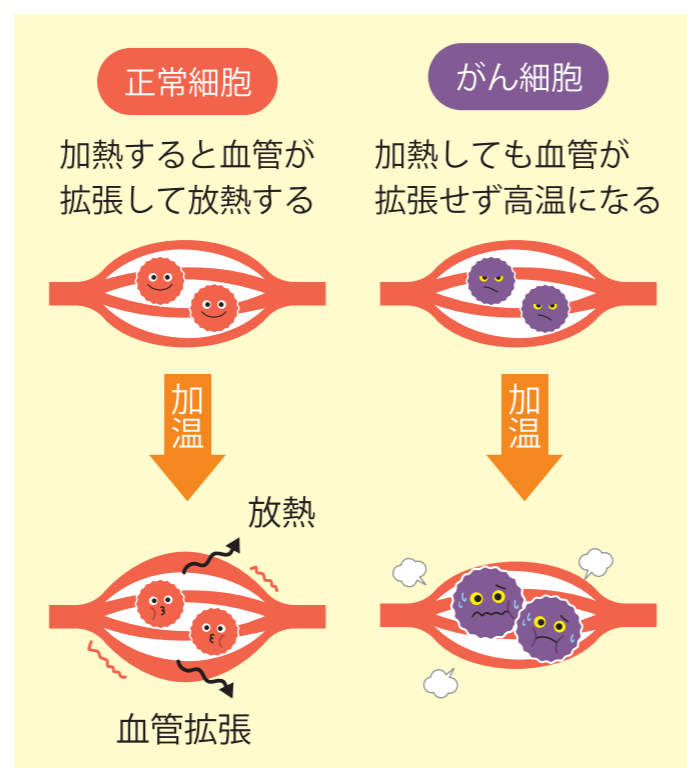 正常細胞
加熱すると血管が
拡張して放熱する
加温
放熱
血管拡張
がん細胞
加熱しても血管が
拡張せず高温になる
加温